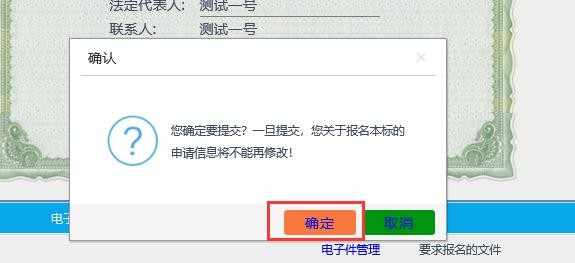 法定代表人： 测试一号
联系人： 测试一号
确认
您确定要提交？一旦提交，您关于报名本标的
申请信息将不能再修改！
确定 取消
电子
电子件管理 要求报名的文件